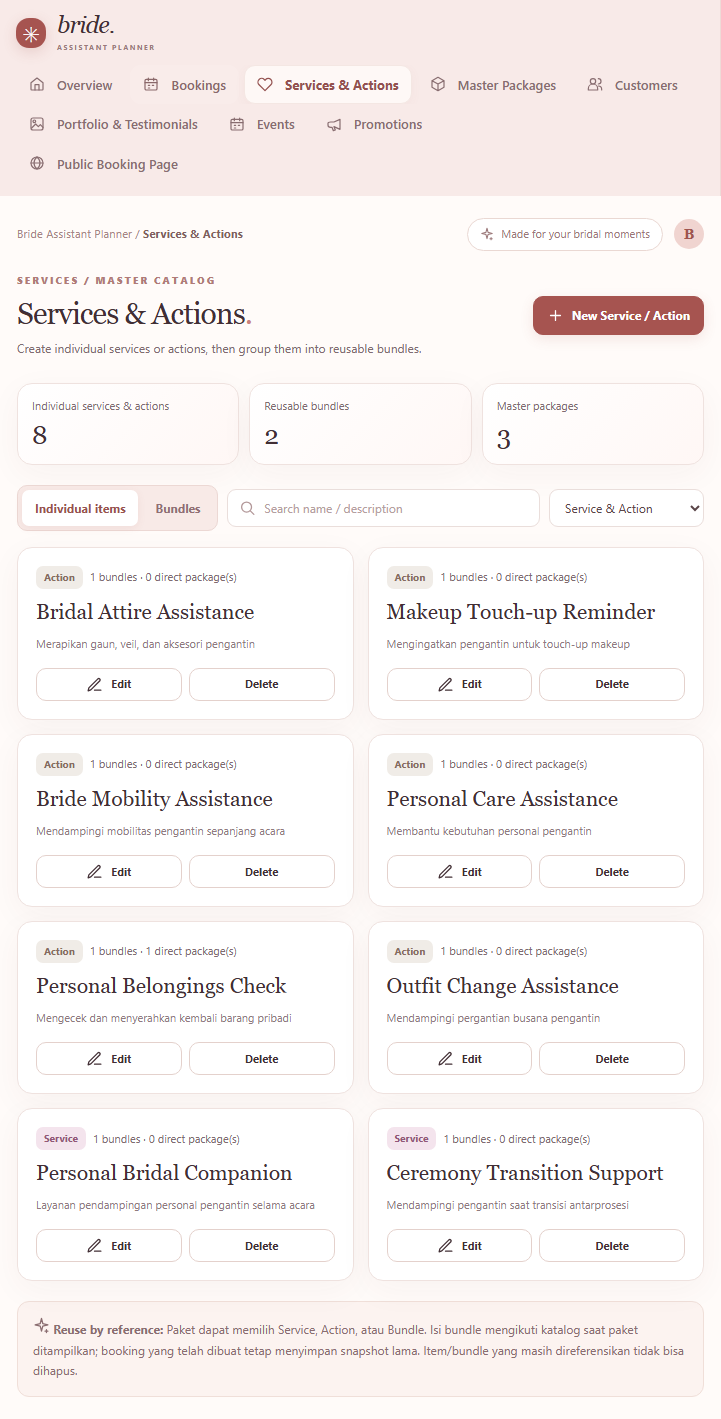 bride.
ASSISTANT PLANNER
Overview
Bookings
Services & Actions
Master Packages
Customers
Portfolio & Testimonials
Events
Promotions
Public Booking Page
Bride Assistant Planner / Services & Actions
Made for your bridal moments
B
SERVICES / MASTER CATALOG
Services & Actions.
New Service / Action
Create individual services or actions, then group them into reusable bundles.
Individual services & actions
8
Reusable bundles
2
Master packages
3
Individual items
Bundles
Search name / description
Service & Action
Action
1 bundles · 0 direct package(s)
Bridal Attire Assistance
Merapikan gaun, veil, dan aksesori pengantin
Edit
Delete
Action
1 bundles · 0 direct package(s)
Makeup Touch-up Reminder
Mengingatkan pengantin untuk touch-up makeup
Edit
Delete
Action
1 bundles · 0 direct package(s)
Bride Mobility Assistance
Mendampingi mobilitas pengantin sepanjang acara
Edit
Delete
Action
1 bundles · 0 direct package(s)
Personal Care Assistance
Membantu kebutuhan personal pengantin
Edit
Delete
Action
1 bundles · 1 direct package(s)
Personal Belongings Check
Mengecek dan menyerahkan kembali barang pribadi
Edit
Delete
Action
1 bundles · 0 direct package(s)
Outfit Change Assistance
Mendampingi pergantian busana pengantin
Edit
Delete
Service
1 bundles · 0 direct package(s)
Personal Bridal Companion
Layanan pendampingan personal pengantin selama acara
Edit
Delete
Service
1 bundles · 0 direct package(s)
Ceremony Transition Support
Mendampingi pengantin saat transisi antarprosesi
Edit
Delete
Reuse by reference: Paket dapat memilih Service, Action, atau Bundle. Isi bundle mengikuti katalog saat paket
ditampilkan; booking yang telah dibuat tetap menyimpan snapshot lama. Item/bundle yang masih direferensikan tidak bisa
dihapus.